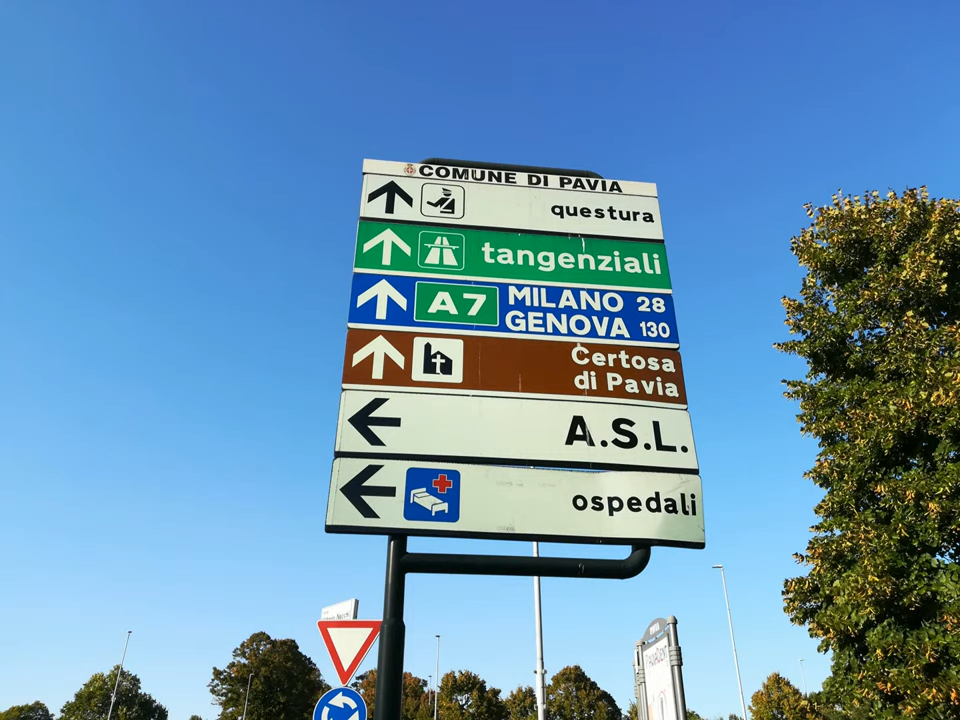 COMUNE DI PAVIA
questura
tangenziali
A7 MILANO 28
GENOVA 130
Certosa
di Pavia
A.S.L.
ospedali